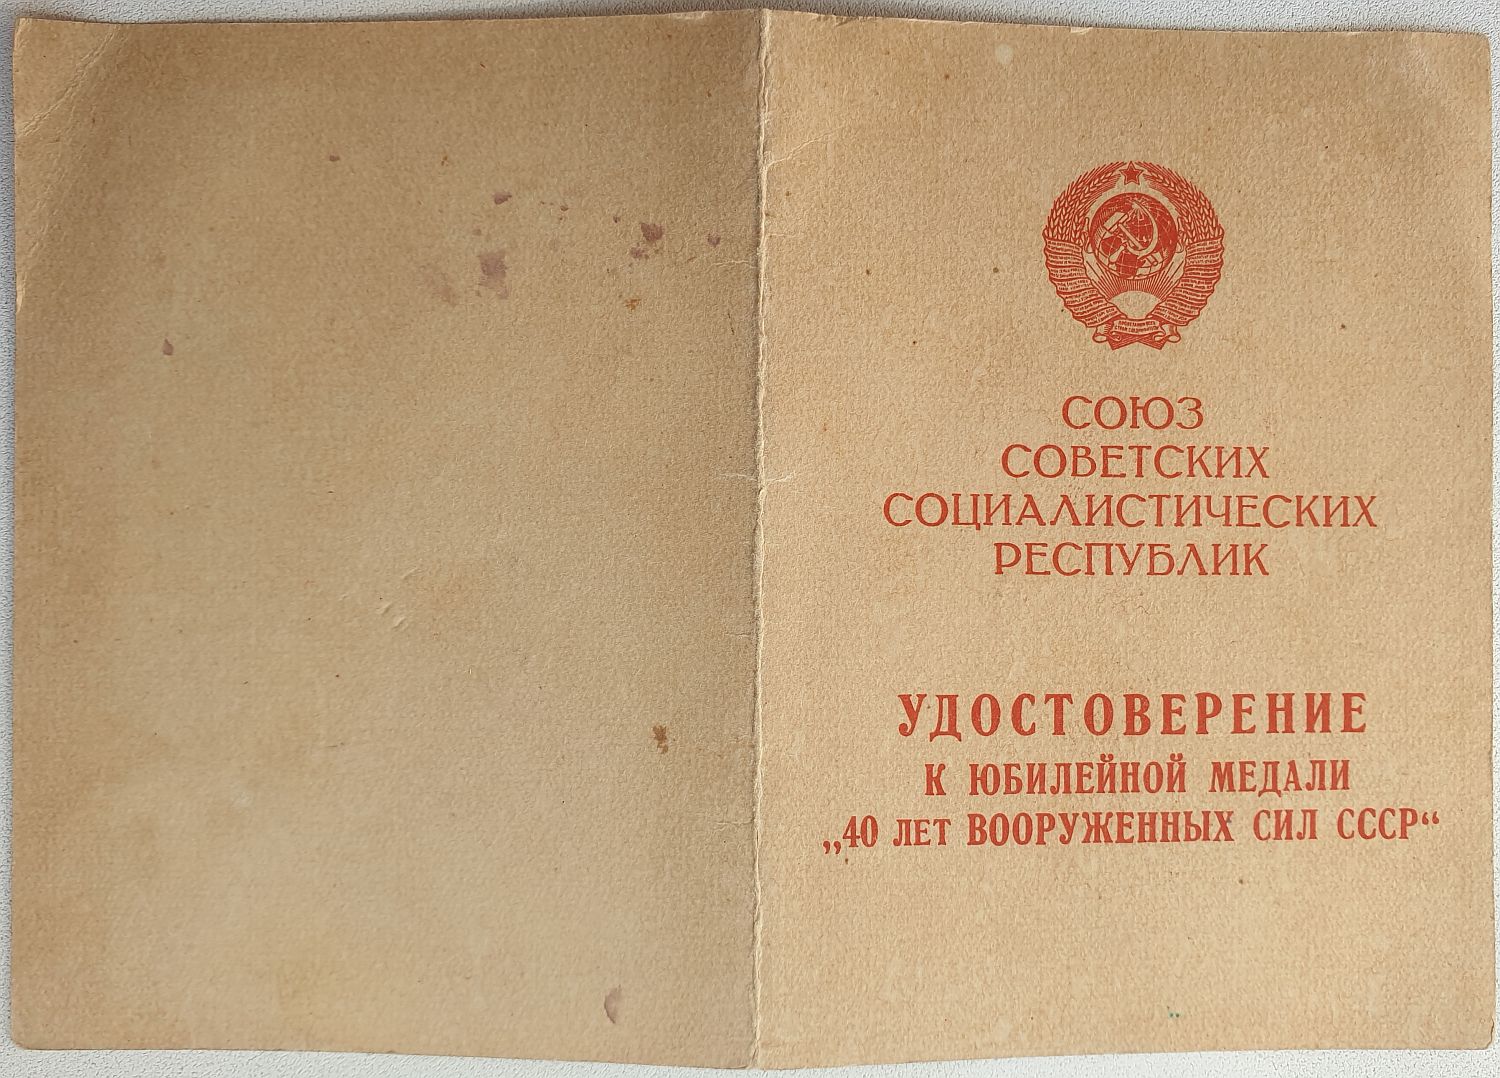 СОЮЗ
СОВЕТСКИХ
СОЦИАЛИСТИЧЕСКИХ
РЕСПУБЛИК
УДОСТОВЕРЕНИЕ
К ЮБИЛЕЙНОЙ МЕДАЛИ
„40 ЛЕТ ВООРУЖЕННЫХ СИЛ СССР“